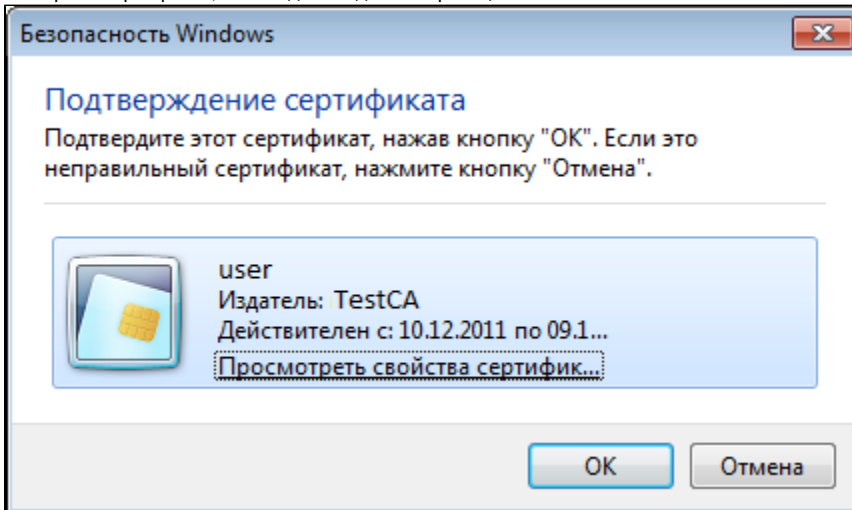 Безопасность Windows
Подтверждение сертификата
Подтвердите этот сертификат, нажав кнопку "ОК". Если это
неправильный сертификат, нажмите кнопку "Отмена".
user
Издатель: TestCA
Действителен с: 10.12.2011 по 09.1...
Просмотреть свойства сертифик...
ОК
Отмена